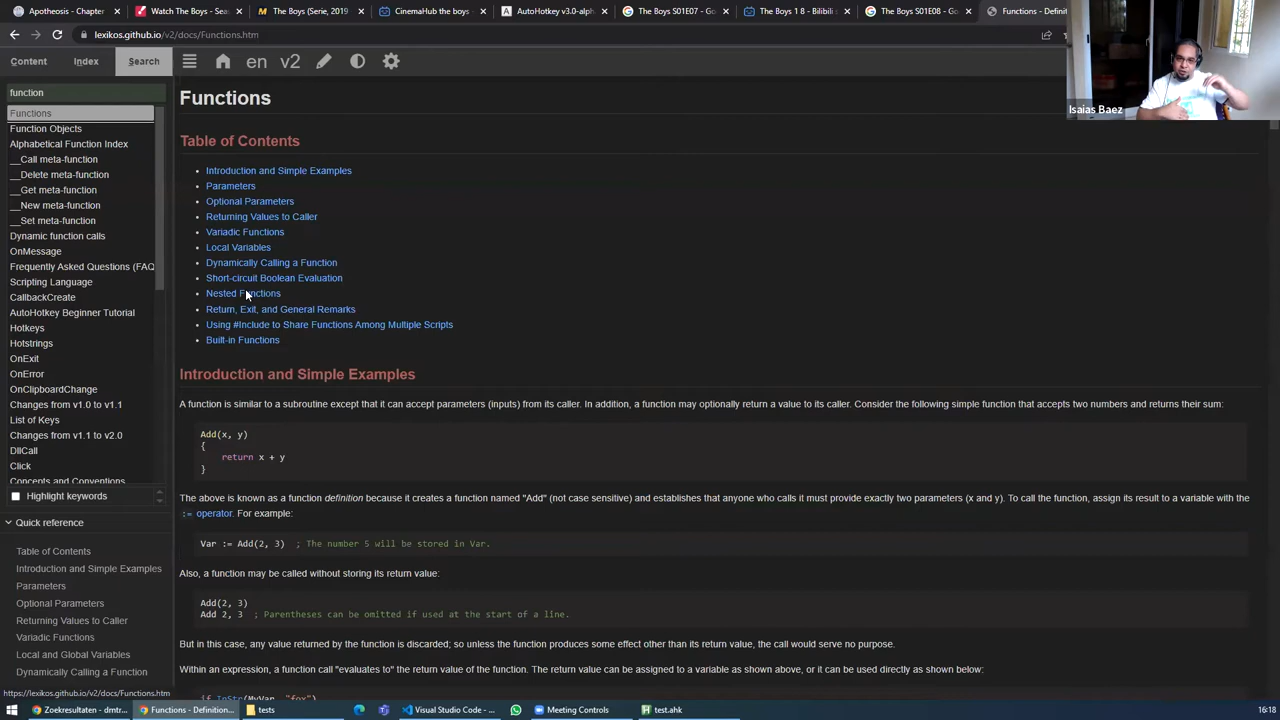 Apotheosis - Chapter
Watch The Boys - Seas
The Boys (Serie, 2019
CinemaHub the boys
AutoHotkey v3.0-alpha
The Boys S01E07 - Go
The Boys 1 8 - Bilibili
The Boys S01E08 - Go
Functions - Defini
lexikos.github.io/v2/docs/Functions.htm
Content Index Search
en v2
function
Functions
Function Objects
Alphabetical Function Index
__Call meta-function
__Delete meta-function
__Get meta-function
__New meta-function
__Set meta-function
Dynamic function calls
OnMessage
Frequently Asked Questions (FAQ
Scripting Language
CallbackCreate
AutoHotkey Beginner Tutorial
Hotkeys
Hotstrings
OnExit
OnError
OnClipboardChange
Changes from v1.0 to v1.1
List of Keys
Changes from v1.1 to v2.0
DllCall
Click
Concepts and Conventions
Highlight keywords
Quick reference
Table of Contents
Introduction and Simple Examples
Parameters
Optional Parameters
Returning Values to Caller
Variadic Functions
Local and Global Variables
Dynamically Calling a Function
https://lexikos.github.io/v2/docs/Functions.htm
Isaias Baez
Functions
Table of Contents
Introduction and Simple Examples
Parameters
Optional Parameters
Returning Values to Caller
Variadic Functions
Local Variables
Dynamically Calling a Function
Short-circuit Boolean Evaluation
Nested Functions
Return, Exit, and General Remarks
Using #Include to Share Functions Among Multiple Scripts
Built-in Functions
Introduction and Simple Examples
A function is similar to a subroutine except that it can accept parameters (inputs) from its caller. In addition, a function may optionally return a value to its caller. Consider the following simple function that accepts two numbers and returns their sum:
Add(x, y)
{
return x + y
}
The above is known as a function definition because it creates a function named "Add" (not case sensitive) and establishes that anyone who calls it must provide exactly two parameters (x and y). To call the function, assign its result to a variable with the
:= operator. For example:
Var := Add(2, 3) ; The number 5 will be stored in Var.
Also, a function may be called without storing its return value:
Add(2, 3)
Add 2, 3 ; Parentheses can be omitted if used at the start of a line.
But in this case, any value returned by the function is discarded; so unless the function produces some effect other than its return value, the call would serve no purpose.
Within an expression, a function call "evaluates to" the return value of the function. The return value can be assigned to a variable as shown above, or it can be used directly as shown below:
if InStr(MyVar, "fox")
Zoekresultaten - dmtr...
Functions - Definition...
tests
Visual Studio Code - ...
Meeting Controls
test.ahk
16:18